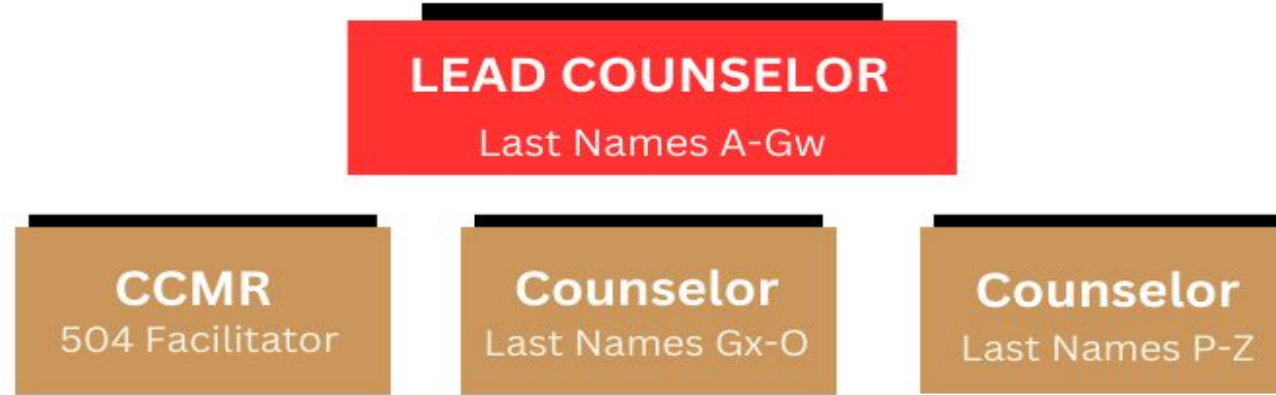 LEAD COUNSELOR
Last Names A-Gw
CCMR
504 Facilitator
Counselor
Last Names Gx-O
Counselor
Last Names P-Z